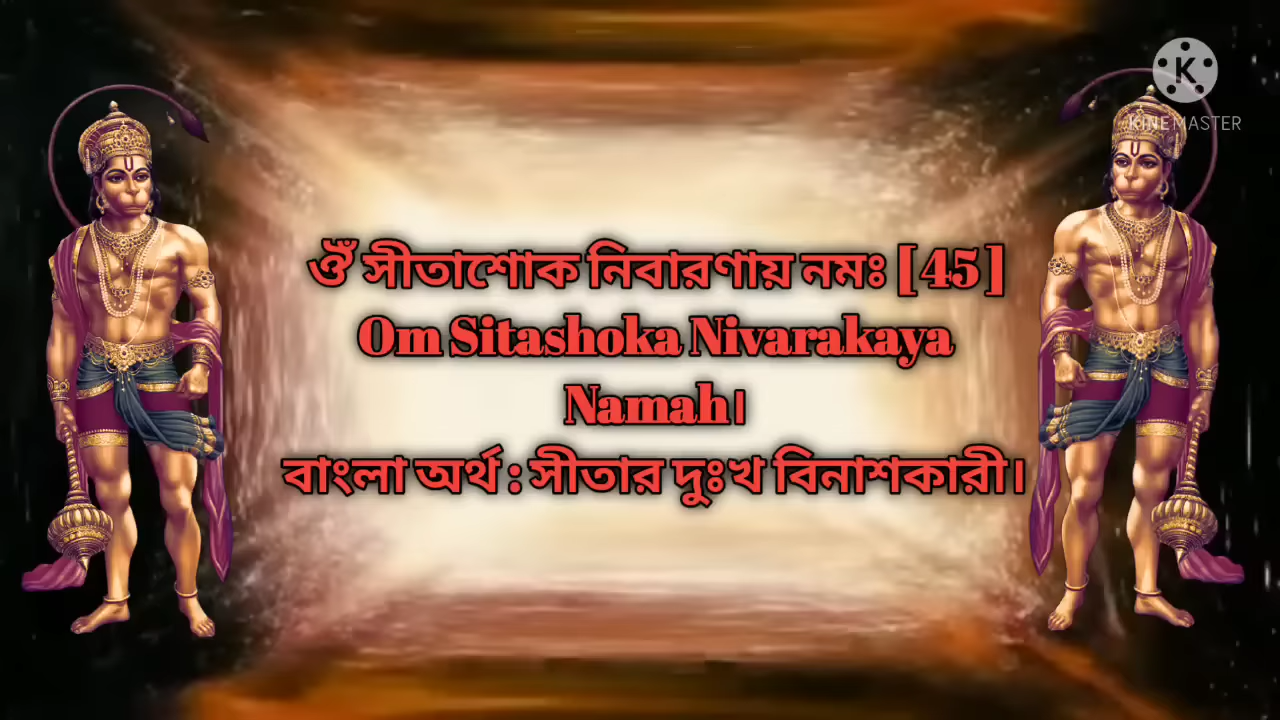 KINEMASTER
ওঁ সীতাশোক নিবারণায় নমঃ [45]
Om Sitashoka Nivarakaya
Namah।
বাংলা অর্থ : সীতার দুঃখ বিনাশকারী।